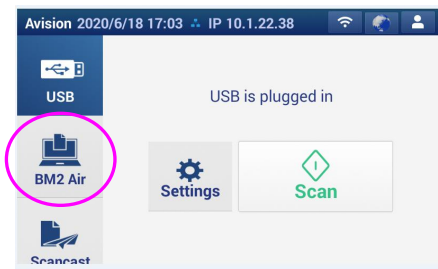 Avision 2020/6/18 17:03 IP 10.1.22.38
USB
USB is plugged in
BM2 Air
Settings
Scan
Scancast